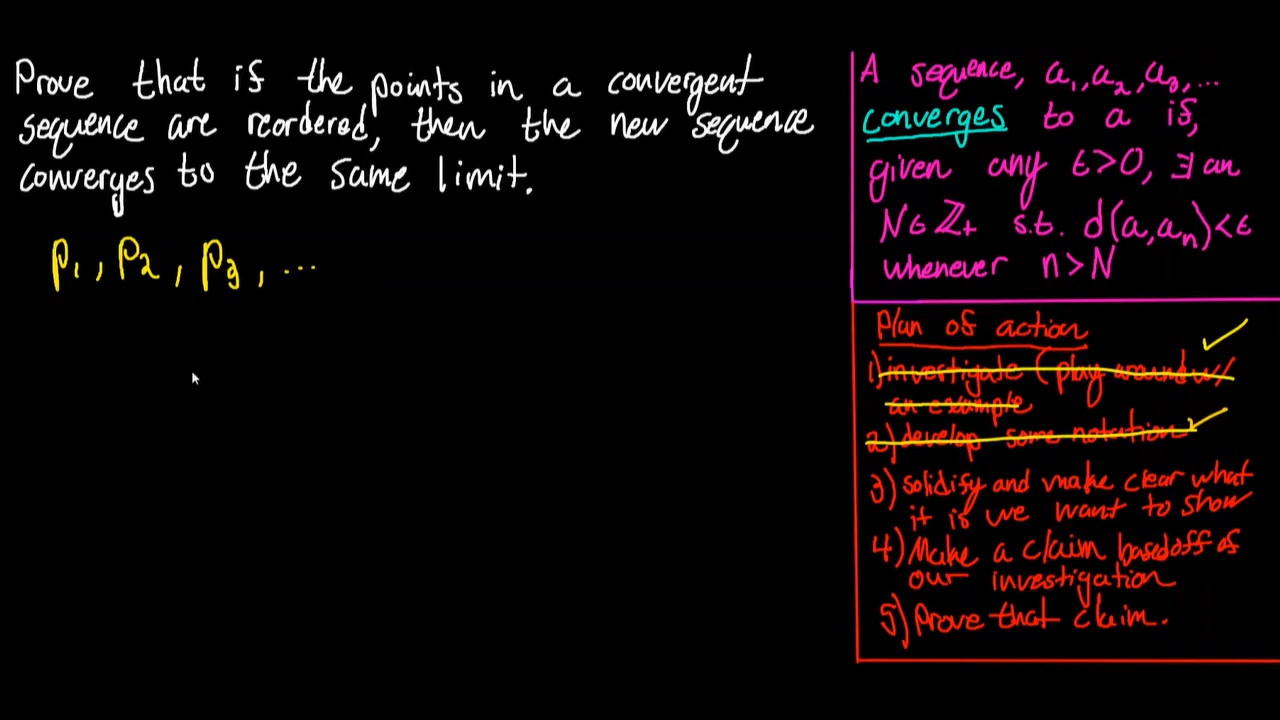 Prove that if the points in a convergent
sequence are reordered, then the new sequence
converges to the same limit.
p₁, p₂, p₃, ...
A sequence, a₁, a₂, a₃, ...
converges to a if,
given any ε>0, ∃ an
N∈ℤ₊ s.t. d(a,aₙ)<ε
whenever n>N
Plan of action
1) investigate (play around w/
an example
2) develop some notation
3) solidify and make clear what
it is we want to show
4) Make a claim based off of
our investigation
5) Prove that claim.